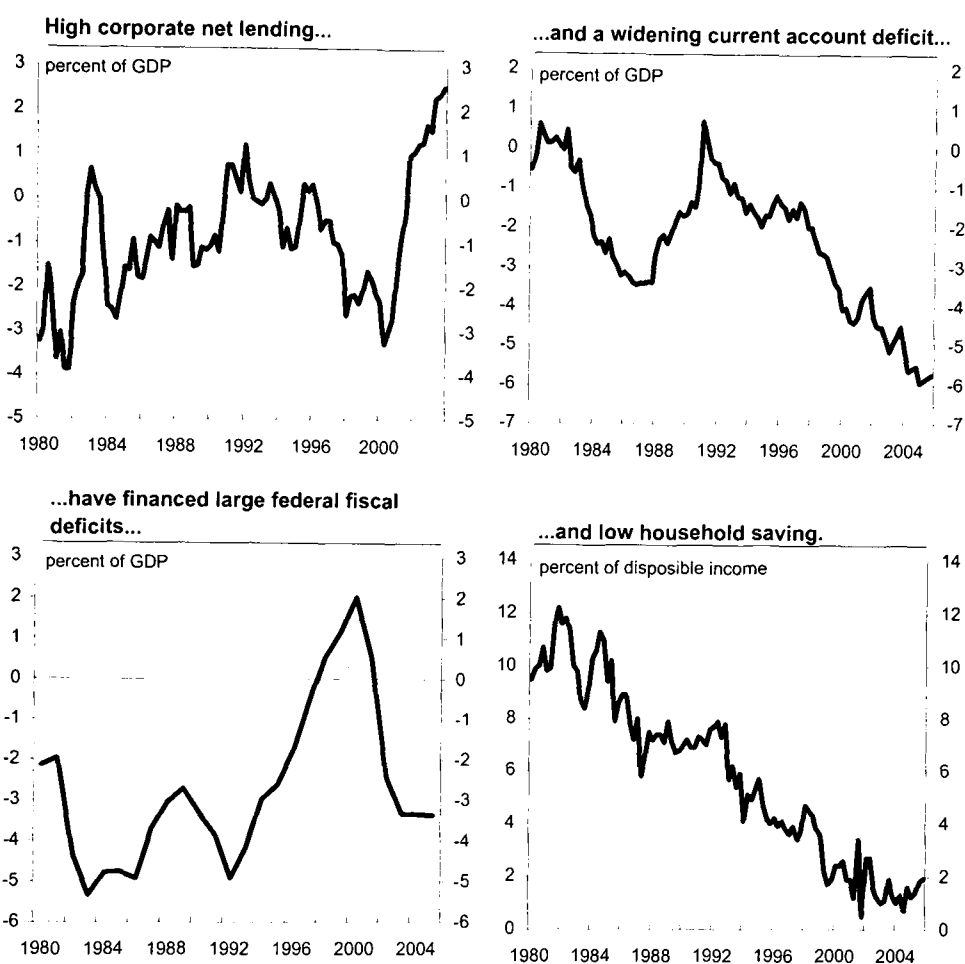 High corporate net lending...
percent of GDP
3 3
2 2
1 1
0 0
-1 -1
-2 -2
-3 -3
-4 -4
-5 -5
1980 1984 1988 1992 1996 2000
...and a widening current account deficit...
percent of GDP
2 2
1 1
0 0
-1 -1
-2 -2
-3 -3
-4 -4
-5 -5
-6 -6
-7 -7
1980 1984 1988 1992 1996 2000 2004
...have financed large federal fiscal
deficits...
percent of GDP
3 3
2 2
1 1
0 0
-1 -1
-2 -2
-3 -3
-4 -4
-5 -5
-6 -6
1980 1984 1988 1992 1996 2000 2004
...and low household saving.
percent of disposible income
14 14
12 12
10 10
8 8
6 6
4 4
2 2
0 0
1980 1984 1988 1992 1996 2000 2004